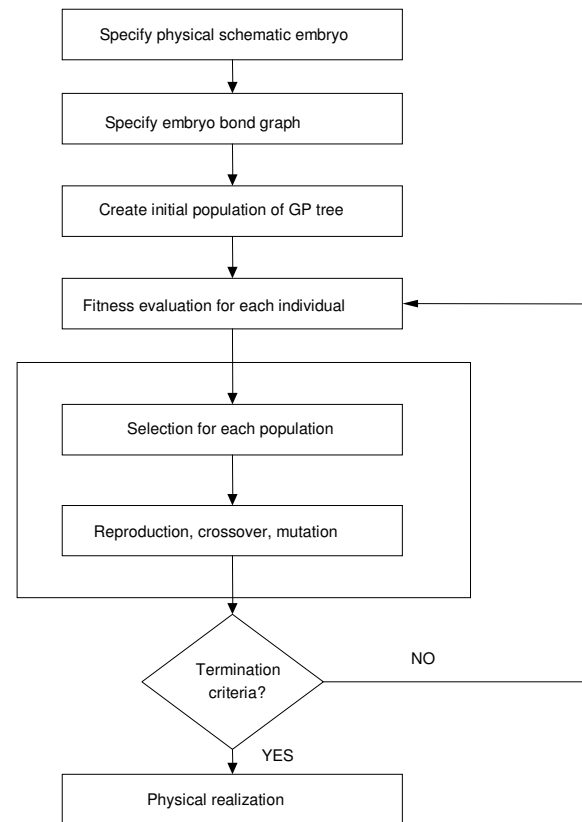 Specify physical schematic embryo
Specify embryo bond graph
Create initial population of GP tree
Fitness evaluation for each individual
Selection for each population
Reproduction, crossover, mutation
Termination
criteria?
NO
YES
Physical realization